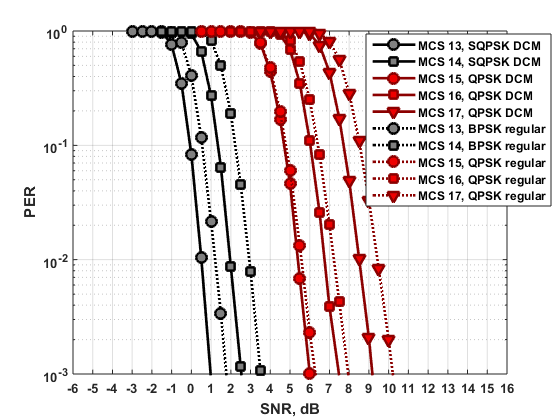 10^0
MCS 13, SQPSK DCM
MCS 14, SQPSK DCM
MCS 15, QPSK DCM
MCS 16, QPSK DCM
MCS 17, QPSK DCM
MCS 13, BPSK regular
MCS 14, BPSK regular
MCS 15, QPSK regular
MCS 16, QPSK regular
MCS 17, QPSK regular
10^-1
PER
10^-2
10^-3
-6 -5 -4 -3 -2 -1 0 1 2 3 4 5 6 7 8 9 10 11 12 13 14 15 16
SNR, dB